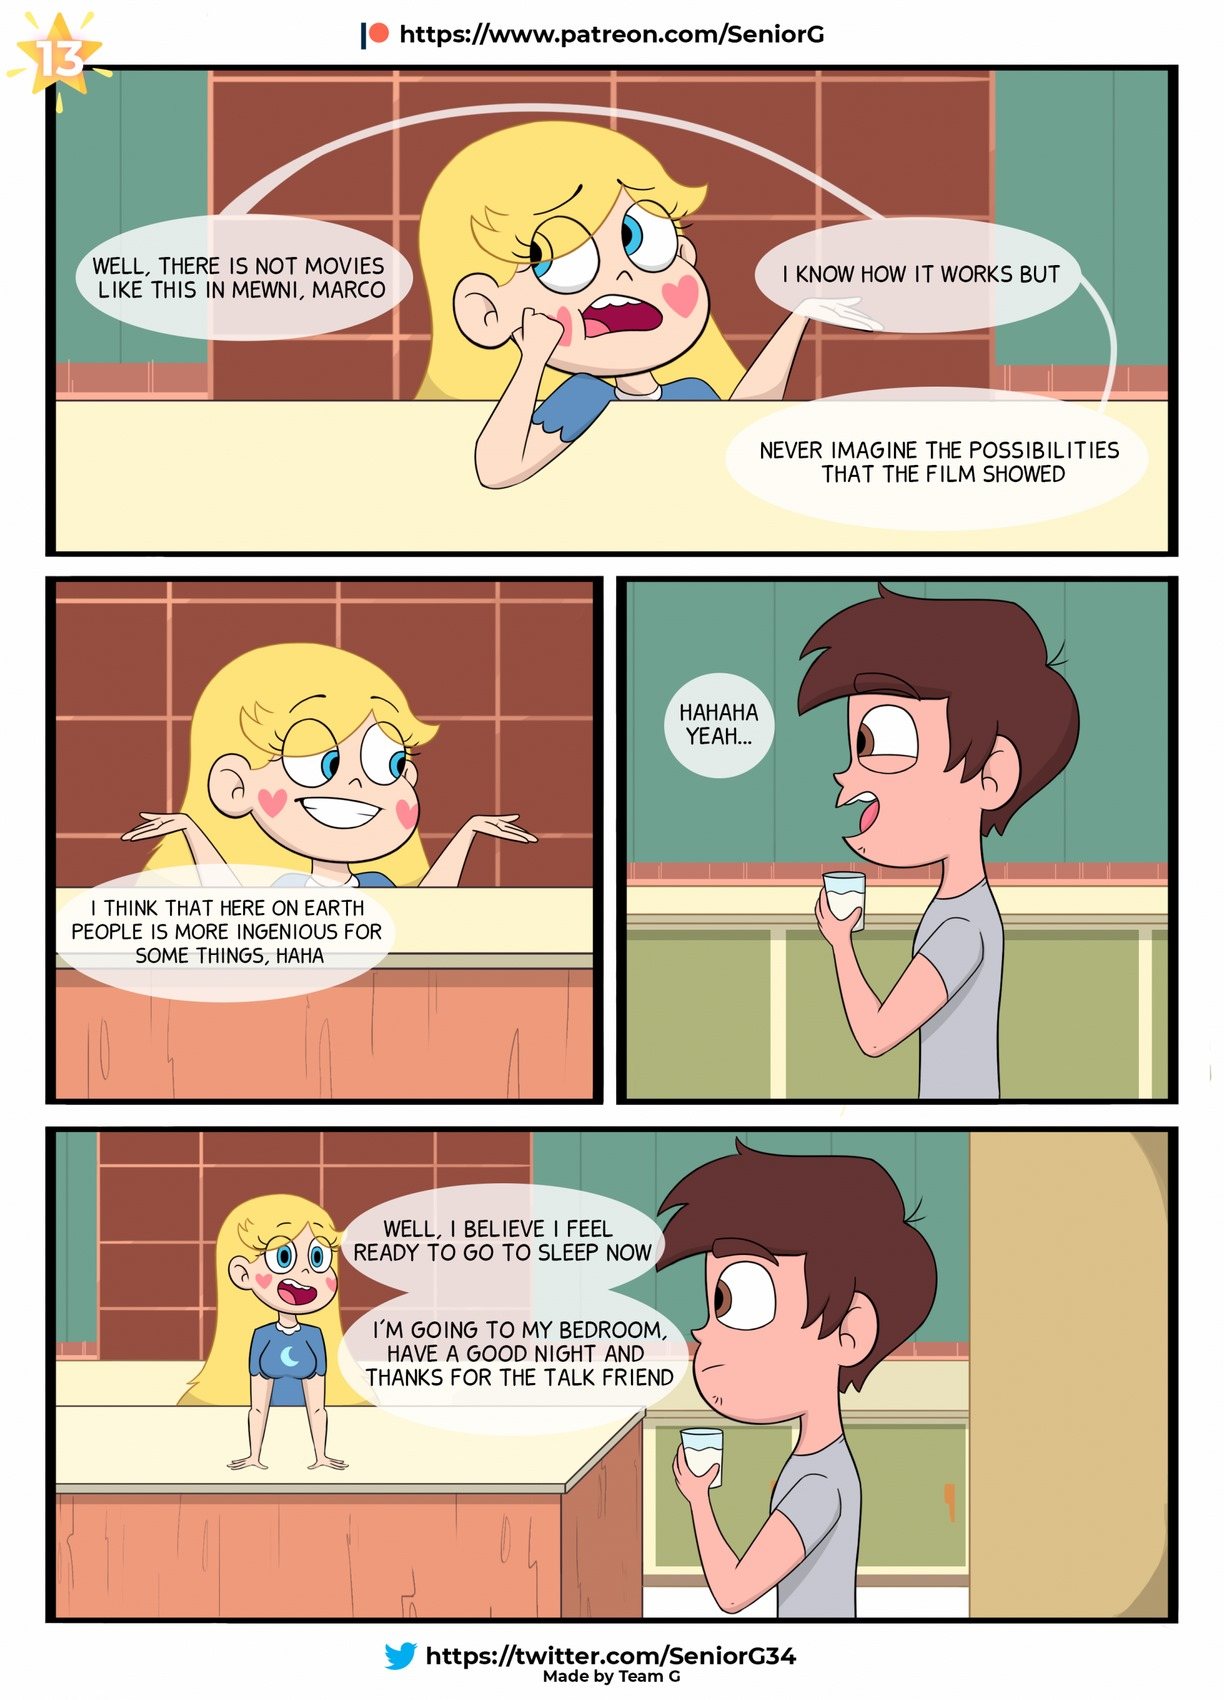 13
https://www.patreon.com/SeniorG
WELL, THERE IS NOT MOVIES
LIKE THIS IN MEWNI, MARCO
I KNOW HOW IT WORKS BUT
NEVER IMAGINE THE POSSIBILITIES
THAT THE FILM SHOWED
I THINK THAT HERE ON EARTH
PEOPLE IS MORE INGENIOUS FOR
SOME THINGS, HAHA
HAHAHA
YEAH...
WELL, I BELIEVE I FEEL
READY TO GO TO SLEEP NOW
I'M GOING TO MY BEDROOM,
HAVE A GOOD NIGHT AND
THANKS FOR THE TALK FRIEND
https://twitter.com/SeniorG34
Made by Team G